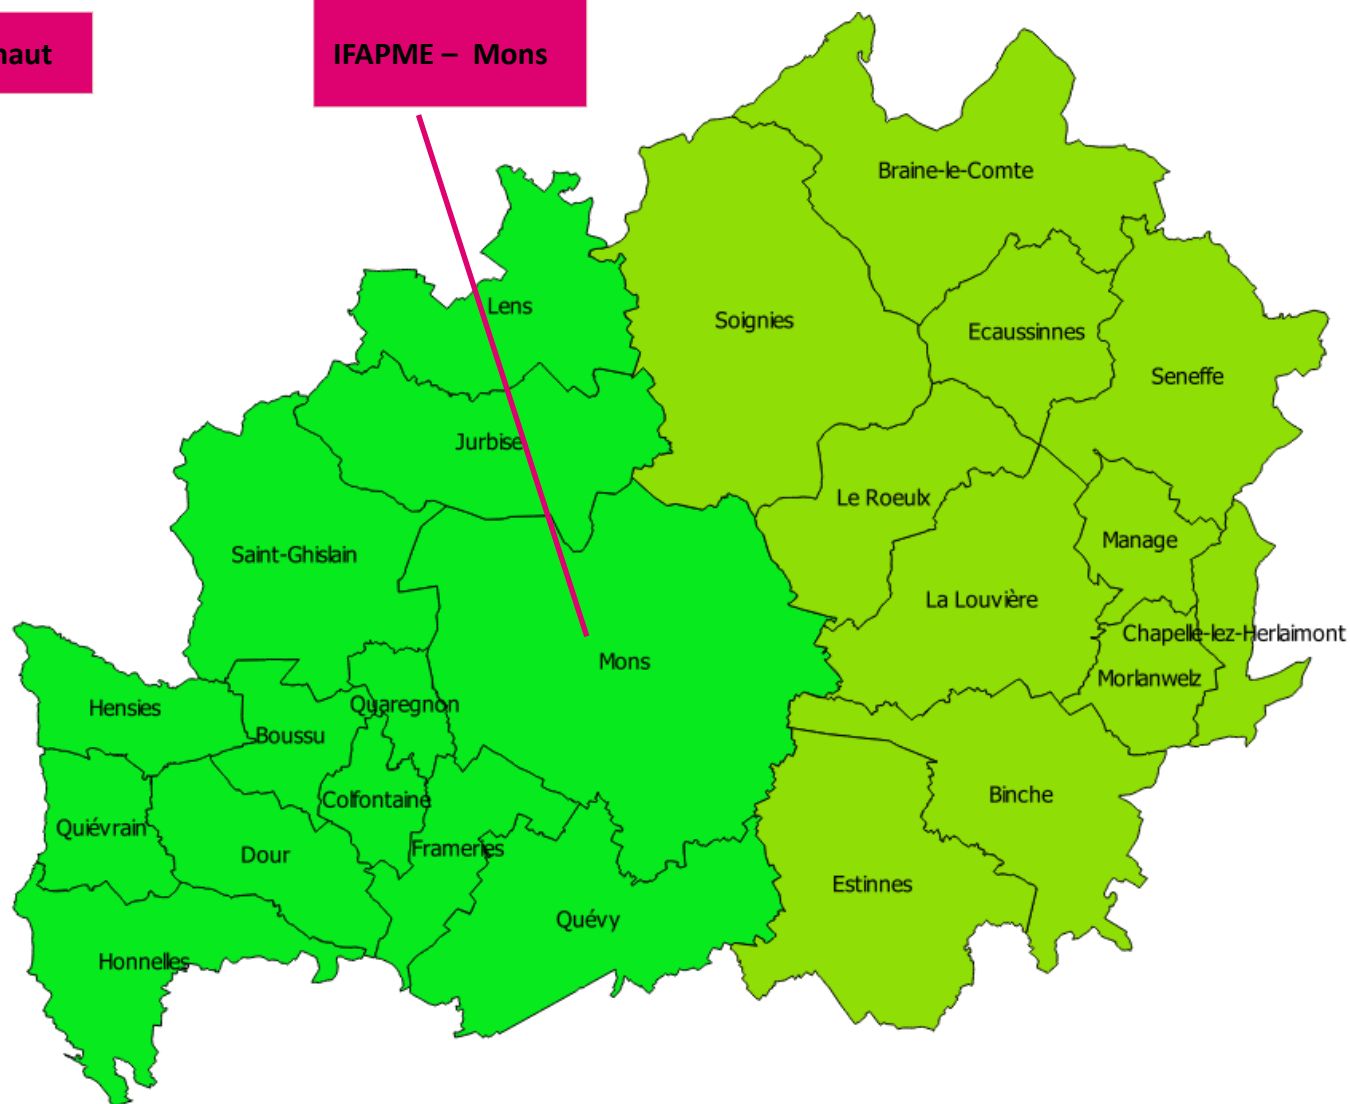 naut
IFAPME – Mons
Braine-le-Comte
Lens
Soignies
Ecaussinnes
Seneffe
Jurbise
Le Roeulx
Manage
Saint-Ghislain
La Louvière
Chapelle-lez-Herlaimont
Mons
Morlanwelz
Hensies
Quaregnon
Boussu
Binche
Colfontaine
Quiévrain
Frameries
Dour
Estinnes
Quévy
Honnelles